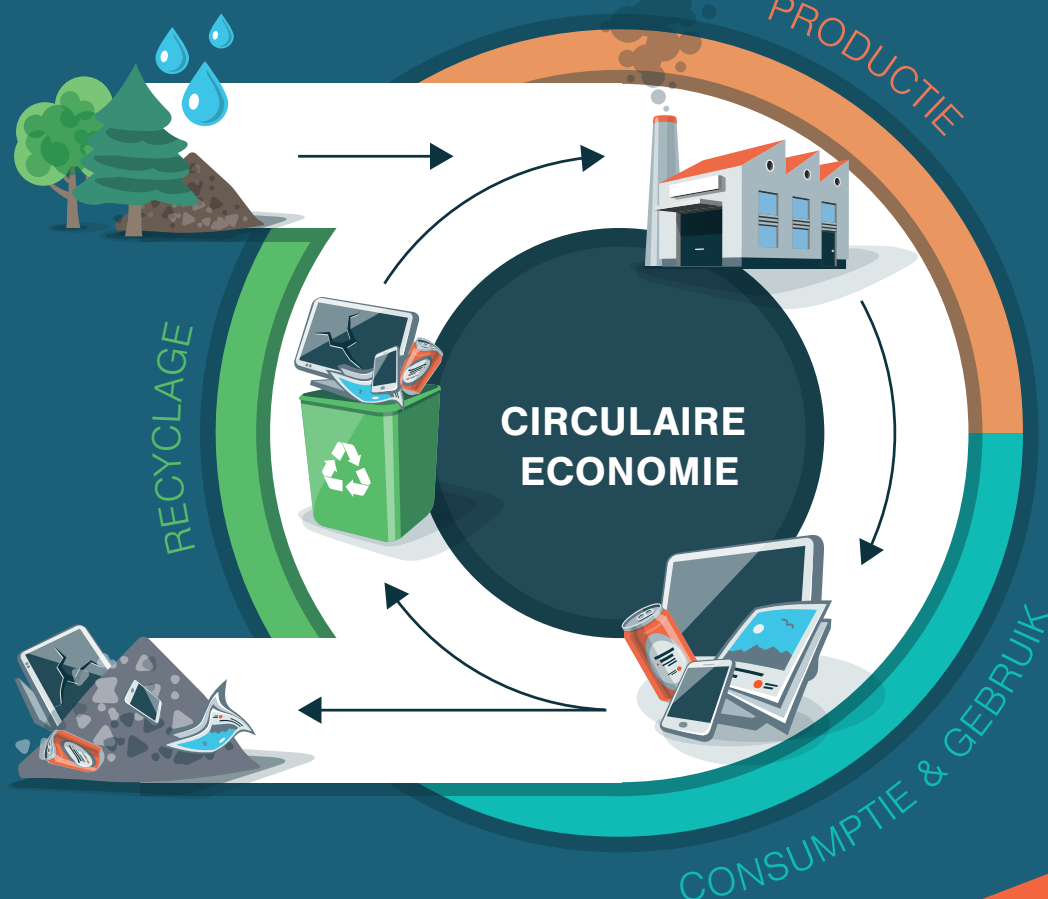 PRODUCTIE
RECYCLAGE
CIRCULAIRE
ECONOMIE
CONSUMPTIE & GEBRUIK